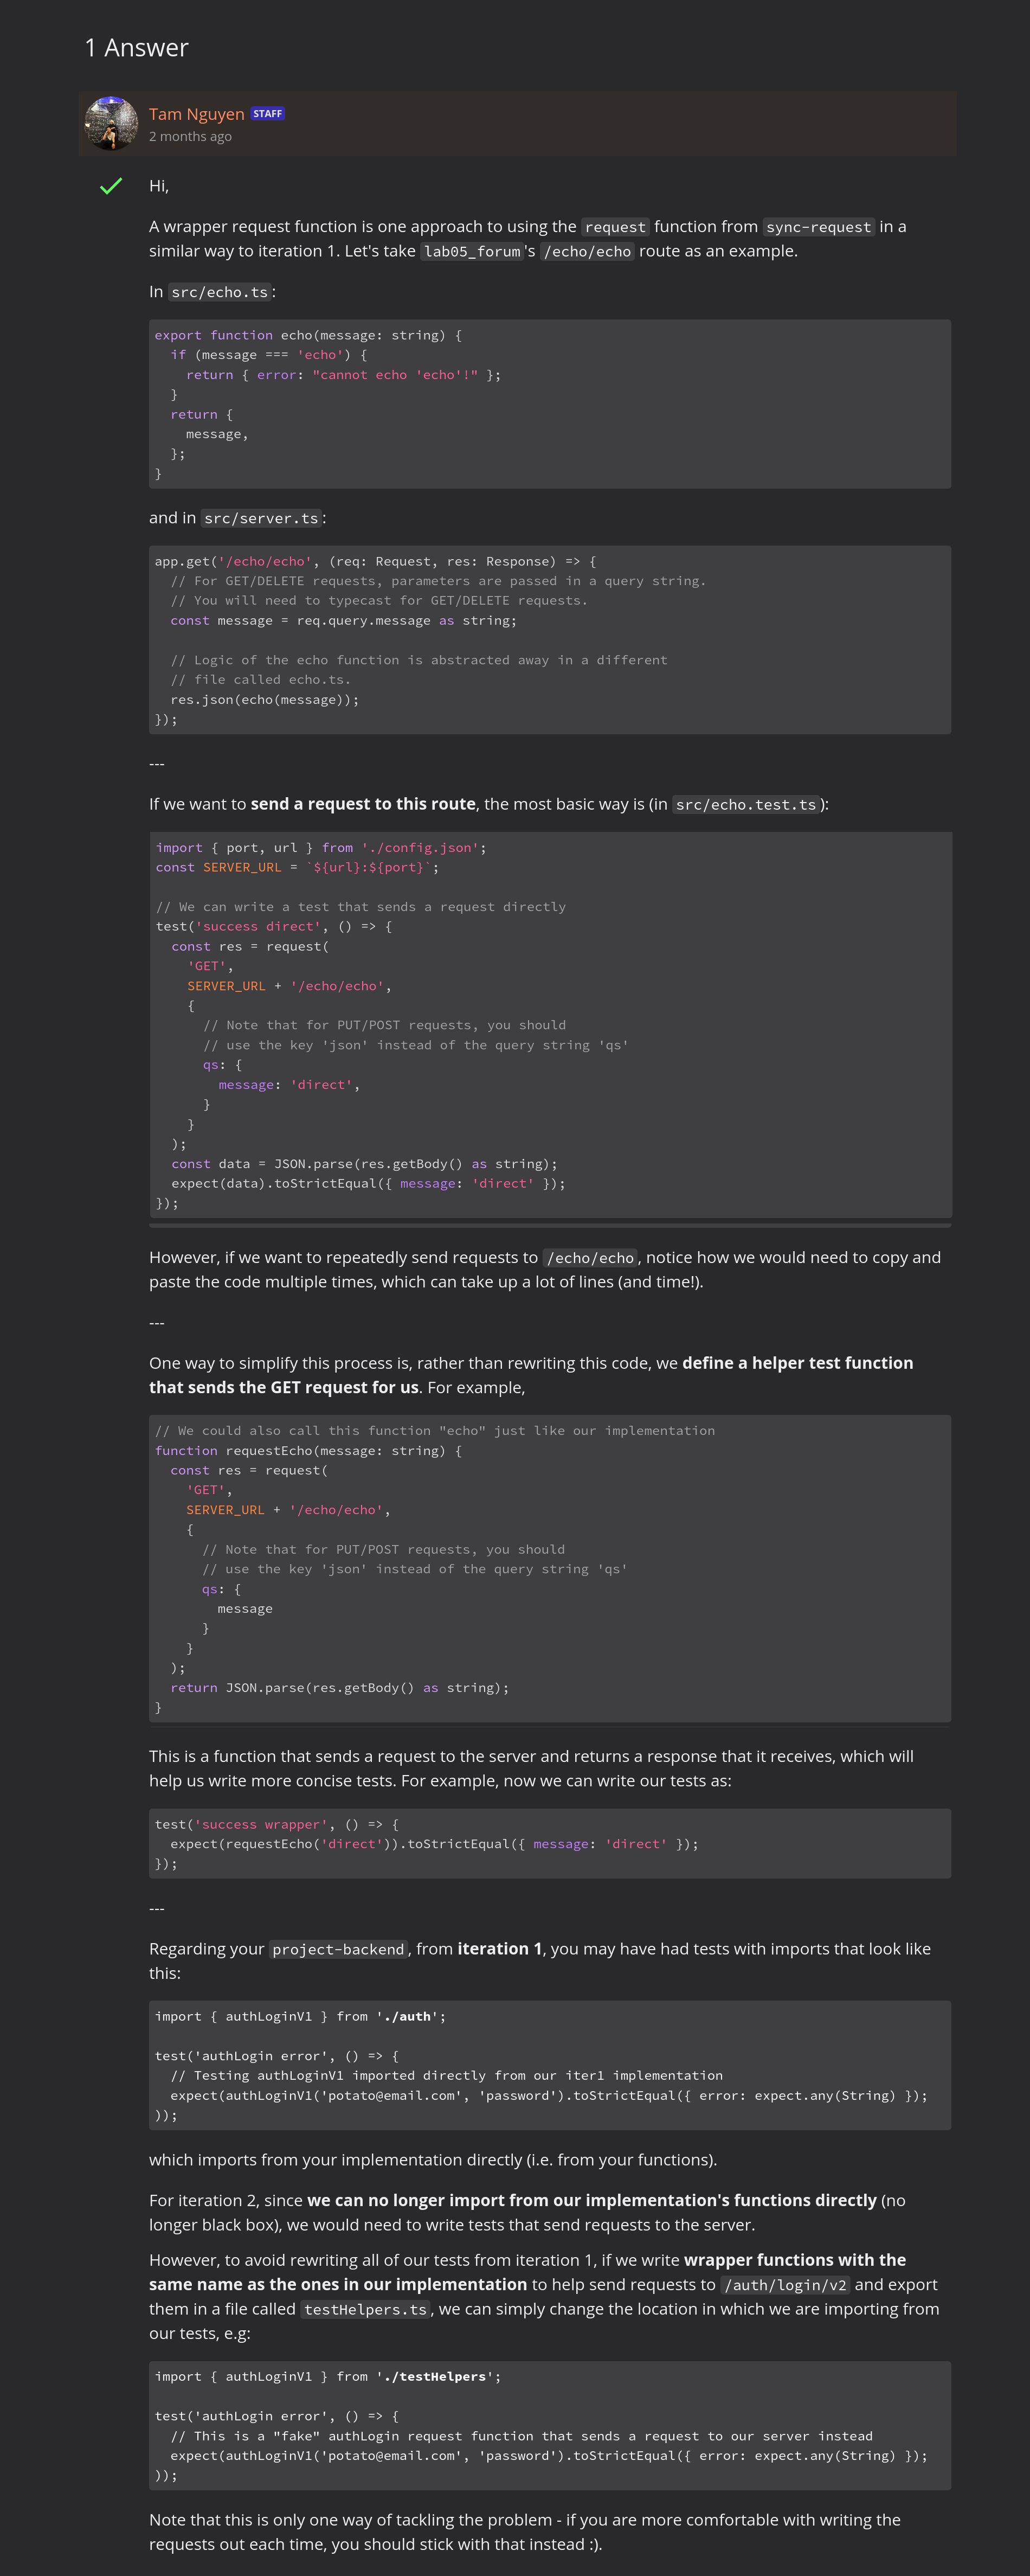 1 Answer
Tam Nguyen STAFF
2 months ago
Hi,
A wrapper request function is one approach to using the request function from sync-request in a
similar way to iteration 1. Let's take lab05_forum's /echo/echo route as an example.
In src/echo.ts:
export function echo(message: string) {
  if (message === 'echo') {
    return { error: "cannot echo 'echo'!" };
  }
  return {
    message,
  };
}
and in src/server.ts:
app.get('/echo/echo', (req: Request, res: Response) => {
  // For GET/DELETE requests, parameters are passed in a query string.
  // You will need to typecast for GET/DELETE requests.
  const message = req.query.message as string;
  // Logic of the echo function is abstracted away in a different
  // file called echo.ts.
  res.json(echo(message));
});
---
If we want to send a request to this route, the most basic way is (in src/echo.test.ts):
import { port, url } from './config.json';
const SERVER_URL = `${url}:${port}`;
// We can write a test that sends a request directly
test('success direct', () => {
  const res = request(
    'GET',
    SERVER_URL + '/echo/echo',
    {
      // Note that for PUT/POST requests, you should
      // use the key 'json' instead of the query string 'qs'
      qs: {
        message: 'direct',
      }
    }
  );
  const data = JSON.parse(res.getBody() as string);
  expect(data).toStrictEqual({ message: 'direct' });
});
However, if we want to repeatedly send requests to /echo/echo, notice how we would need to copy and
paste the code multiple times, which can take up a lot of lines (and time!).
---
One way to simplify this process is, rather than rewriting this code, we define a helper test function
that sends the GET request for us. For example,
// We could also call this function "echo" just like our implementation
function requestEcho(message: string) {
  const res = request(
    'GET',
    SERVER_URL + '/echo/echo',
    {
      // Note that for PUT/POST requests, you should
      // use the key 'json' instead of the query string 'qs'
      qs: {
        message
      }
    }
  );
  return JSON.parse(res.getBody() as string);
}
This is a function that sends a request to the server and returns a response that it receives, which will
help us write more concise tests. For example, now we can write our tests as:
test('success wrapper', () => {
  expect(requestEcho('direct')).toStrictEqual({ message: 'direct' });
});
---
Regarding your project-backend, from iteration 1, you may have had tests with imports that look like
this:
import { authLoginV1 } from './auth';
test('authLogin error', () => {
  // Testing authLoginV1 imported directly from our iter1 implementation
  expect(authLoginV1('potato@email.com', 'password').toStrictEqual({ error: expect.any(String) });
));
which imports from your implementation directly (i.e. from your functions).
For iteration 2, since we can no longer import from our implementation's functions directly (no
longer black box), we would need to write tests that send requests to the server.
However, to avoid rewriting all of our tests from iteration 1, if we write wrapper functions with the
same name as the ones in our implementation to help send requests to /auth/login/v2 and export
them in a file called testHelpers.ts, we can simply change the location in which we are importing from
our tests, e.g:
import { authLoginV1 } from './testHelpers';
test('authLogin error', () => {
  // This is a "fake" authLogin request function that sends a request to our server instead
  expect(authLoginV1('potato@email.com', 'password').toStrictEqual({ error: expect.any(String) });
));
Note that this is only one way of tackling the problem - if you are more comfortable with writing the
requests out each time, you should stick with that instead :).